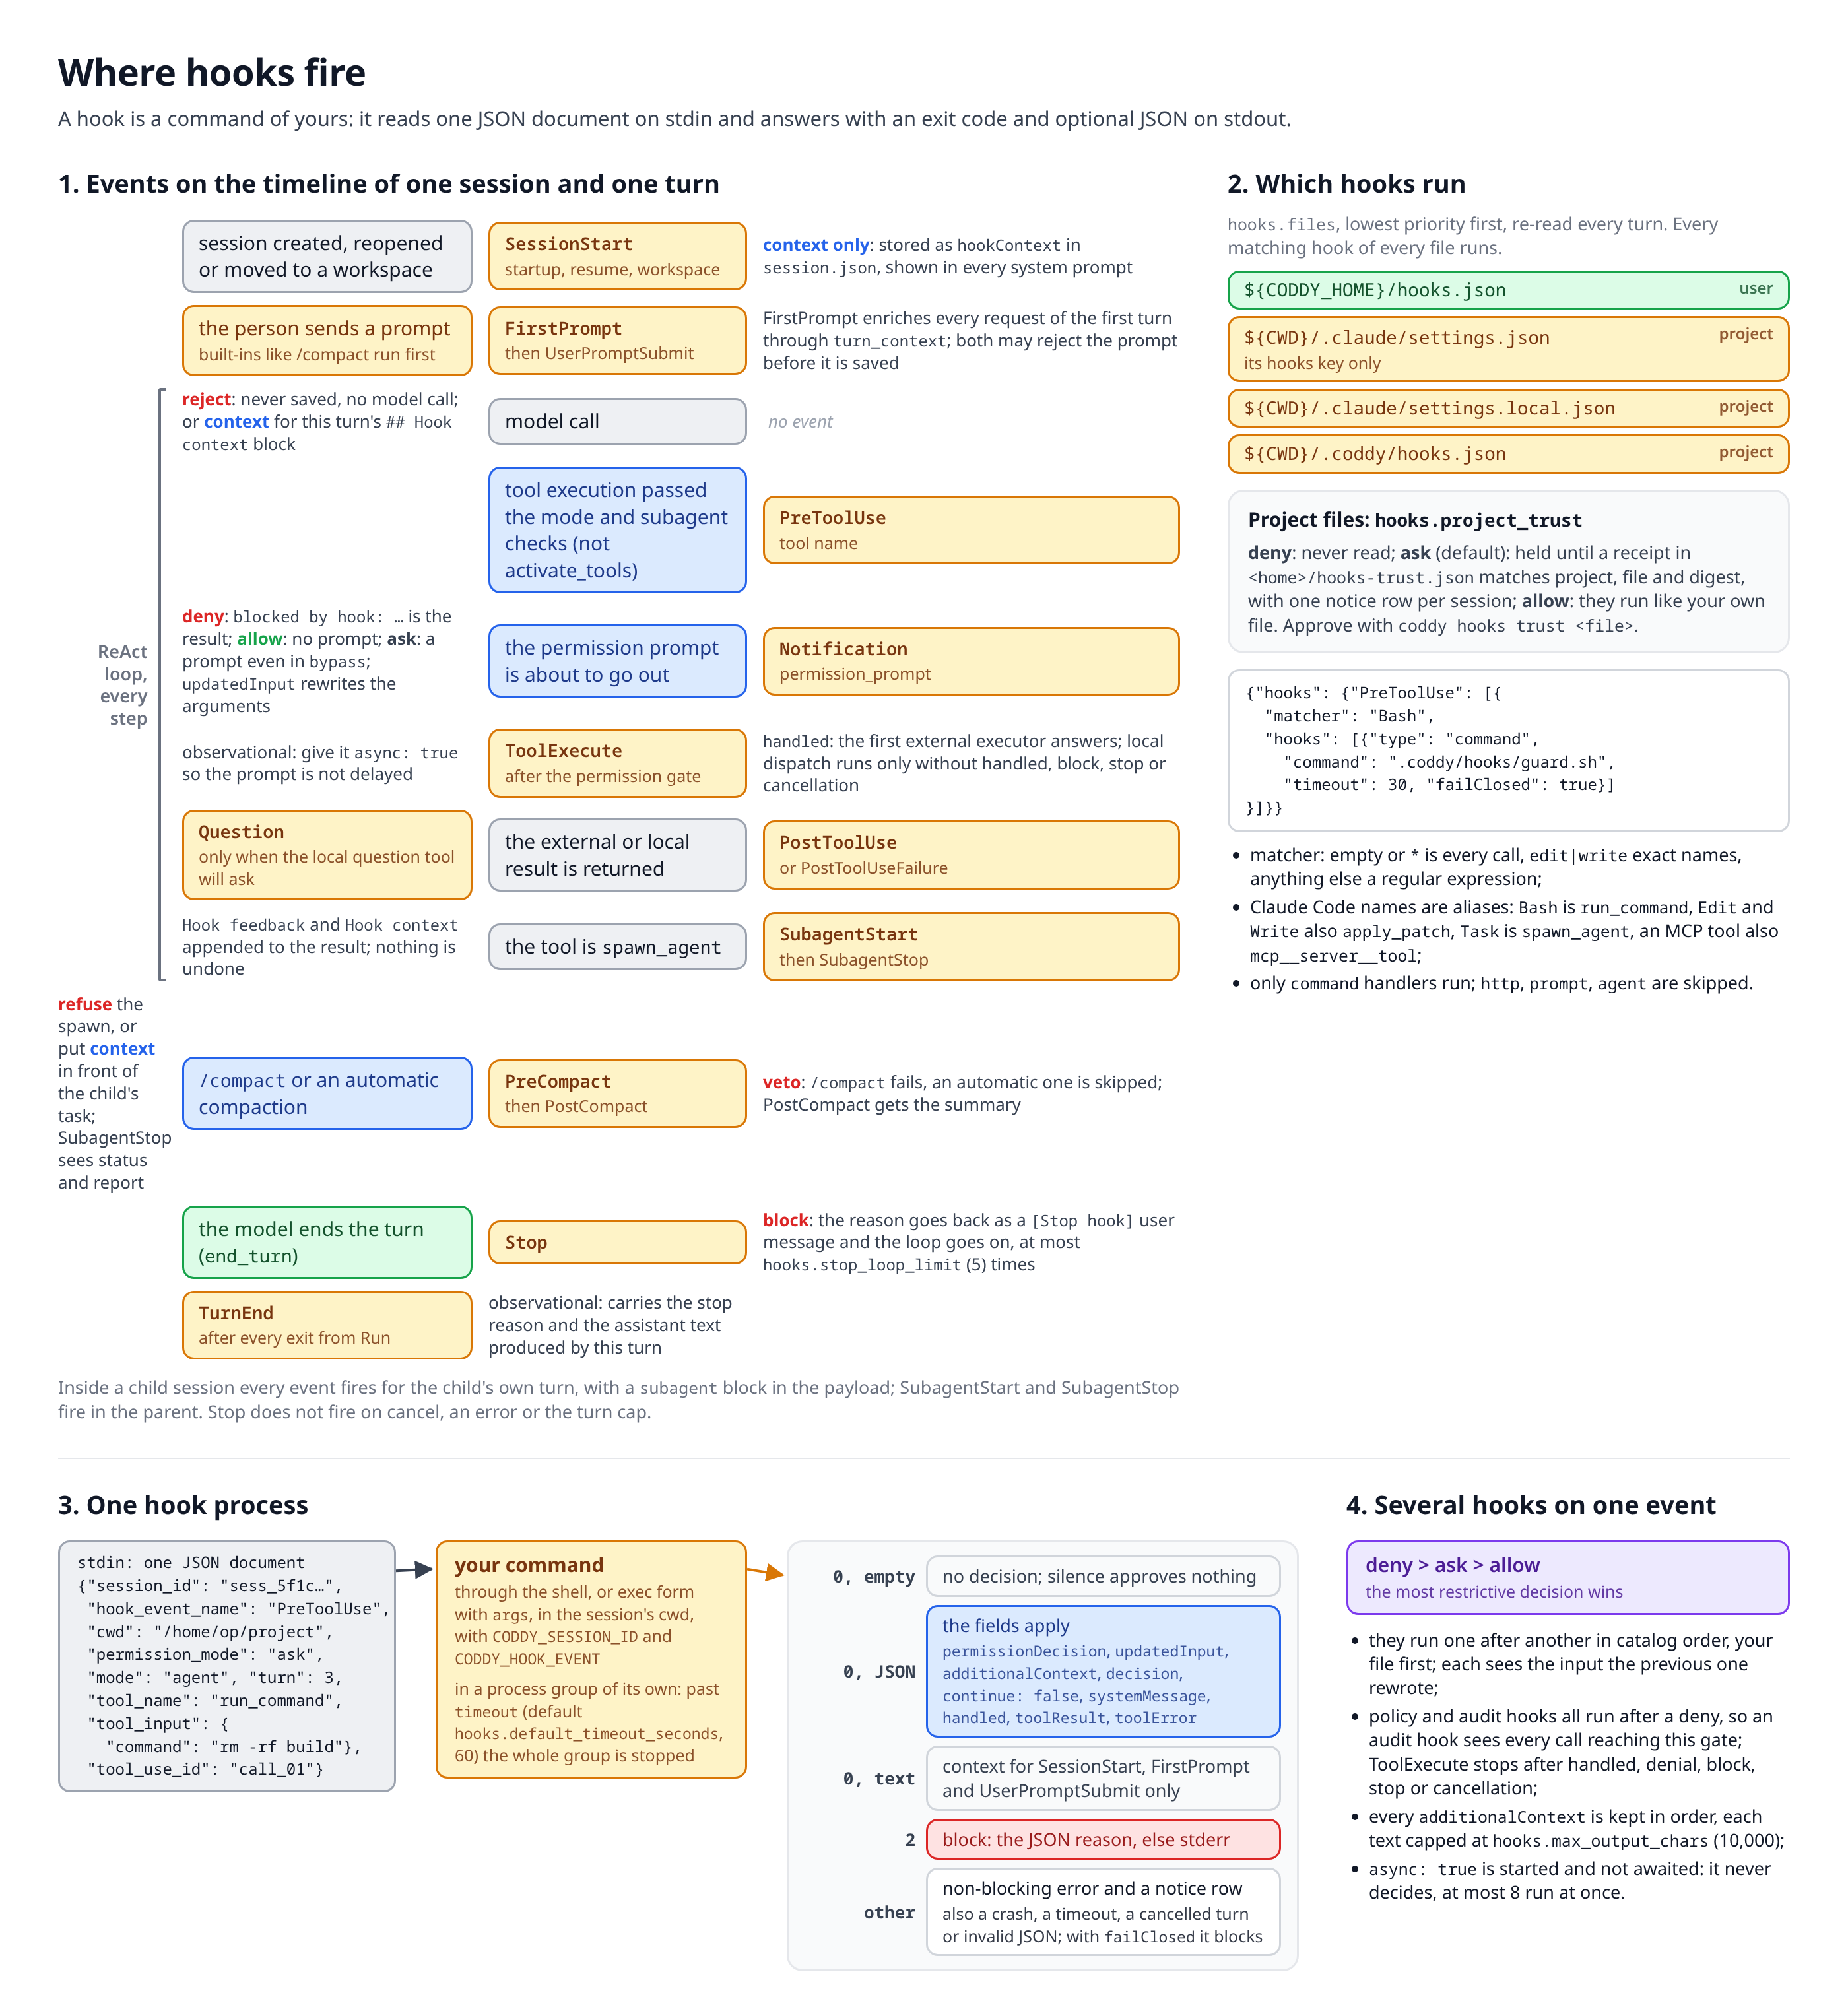 Where hooks fire
A hook is a command of yours: it reads one JSON document on stdin and answers with an exit code and optional JSON on stdout.
1. Events on the timeline of one session and one turn
session created, reopened
or moved to a workspace
SessionStart
startup, resume, workspace
context only: stored as hookContext in
session.json, shown in every system prompt
the person sends a prompt
built-ins like /compact run first
FirstPrompt
then UserPromptSubmit
FirstPrompt enriches every request of the first turn
through turn_context; both may reject the prompt
before it is saved
ReAct
loop,
every
step
reject: never saved, no model call;
or context for this turn's ## Hook
context block
model call
no event
tool execution passed
the mode and subagent
checks (not
activate_tools)
PreToolUse
tool name
deny: blocked by hook: … is the
result; allow: no prompt; ask: a
prompt even in bypass;
updatedInput rewrites the
arguments
the permission prompt
is about to go out
Notification
permission_prompt
observational: give it async: true
so the prompt is not delayed
ToolExecute
after the permission gate
handled: the first external executor answers; local
dispatch runs only without handled, block, stop or
cancellation
Question
only when the local question tool
will ask
the external or local
result is returned
PostToolUse
or PostToolUseFailure
Hook feedback and Hook context
appended to the result; nothing is
undone
the tool is spawn_agent
SubagentStart
then SubagentStop
refuse the
spawn, or
put context
in front of
the child's
task;
SubagentStop
sees status
and report
/compact or an automatic
compaction
PreCompact
then PostCompact
veto: /compact fails, an automatic one is skipped;
PostCompact gets the summary
the model ends the turn
(end_turn)
Stop
block: the reason goes back as a [Stop hook] user
message and the loop goes on, at most
hooks.stop_loop_limit (5) times
TurnEnd
after every exit from Run
observational: carries the stop
reason and the assistant text
produced by this turn
Inside a child session every event fires for the child's own turn, with a subagent block in the payload; SubagentStart and SubagentStop
fire in the parent. Stop does not fire on cancel, an error or the turn cap.
2. Which hooks run
hooks.files, lowest priority first, re-read every turn. Every
matching hook of every file runs.
${CODDY_HOME}/hooks.json user
${CWD}/.claude/settings.json project
its hooks key only
${CWD}/.claude/settings.local.json project
${CWD}/.coddy/hooks.json project
Project files: hooks.project_trust
deny: never read; ask (default): held until a receipt in
<home>/hooks-trust.json matches project, file and digest,
with one notice row per session; allow: they run like your own
file. Approve with coddy hooks trust <file>.
{"hooks": {"PreToolUse": [{
"matcher": "Bash",
"hooks": [{"type": "command",
"command": ".coddy/hooks/guard.sh",
"timeout": 30, "failClosed": true}]
}]}}
• matcher: empty or * is every call, edit|write exact names,
anything else a regular expression;
• Claude Code names are aliases: Bash is run_command, Edit and
Write also apply_patch, Task is spawn_agent, an MCP tool also
mcp__server__tool;
• only command handlers run; http, prompt, agent are skipped.
3. One hook process
stdin: one JSON document
{"session_id": "sess_5f1c…",
"hook_event_name": "PreToolUse",
"cwd": "/home/op/project",
"permission_mode": "ask",
"mode": "agent", "turn": 3,
"tool_name": "run_command",
"tool_input": {
"command": "rm -rf build"},
"tool_use_id": "call_01"}
your command
through the shell, or exec form
with args, in the session's cwd,
with CODDY_SESSION_ID and
CODDY_HOOK_EVENT
in a process group of its own: past
timeout (default
hooks.default_timeout_seconds,
60) the whole group is stopped
0, empty
no decision; silence approves nothing
0, JSON
the fields apply
permissionDecision, updatedInput,
additionalContext, decision,
continue: false, systemMessage,
handled, toolResult, toolError
0, text
context for SessionStart, FirstPrompt
and UserPromptSubmit only
2
block: the JSON reason, else stderr
other
non-blocking error and a notice row
also a crash, a timeout, a cancelled turn
or invalid JSON; with failClosed it blocks
4. Several hooks on one event
deny > ask > allow
the most restrictive decision wins
• they run one after another in catalog order, your
file first; each sees the input the previous one
rewrote;
• policy and audit hooks all run after a deny, so an
audit hook sees every call reaching this gate;
ToolExecute stops after handled, denial, block,
stop or cancellation;
• every additionalContext is kept in order, each
text capped at hooks.max_output_chars (10,000);
• async: true is started and not awaited: it never
decides, at most 8 run at once.